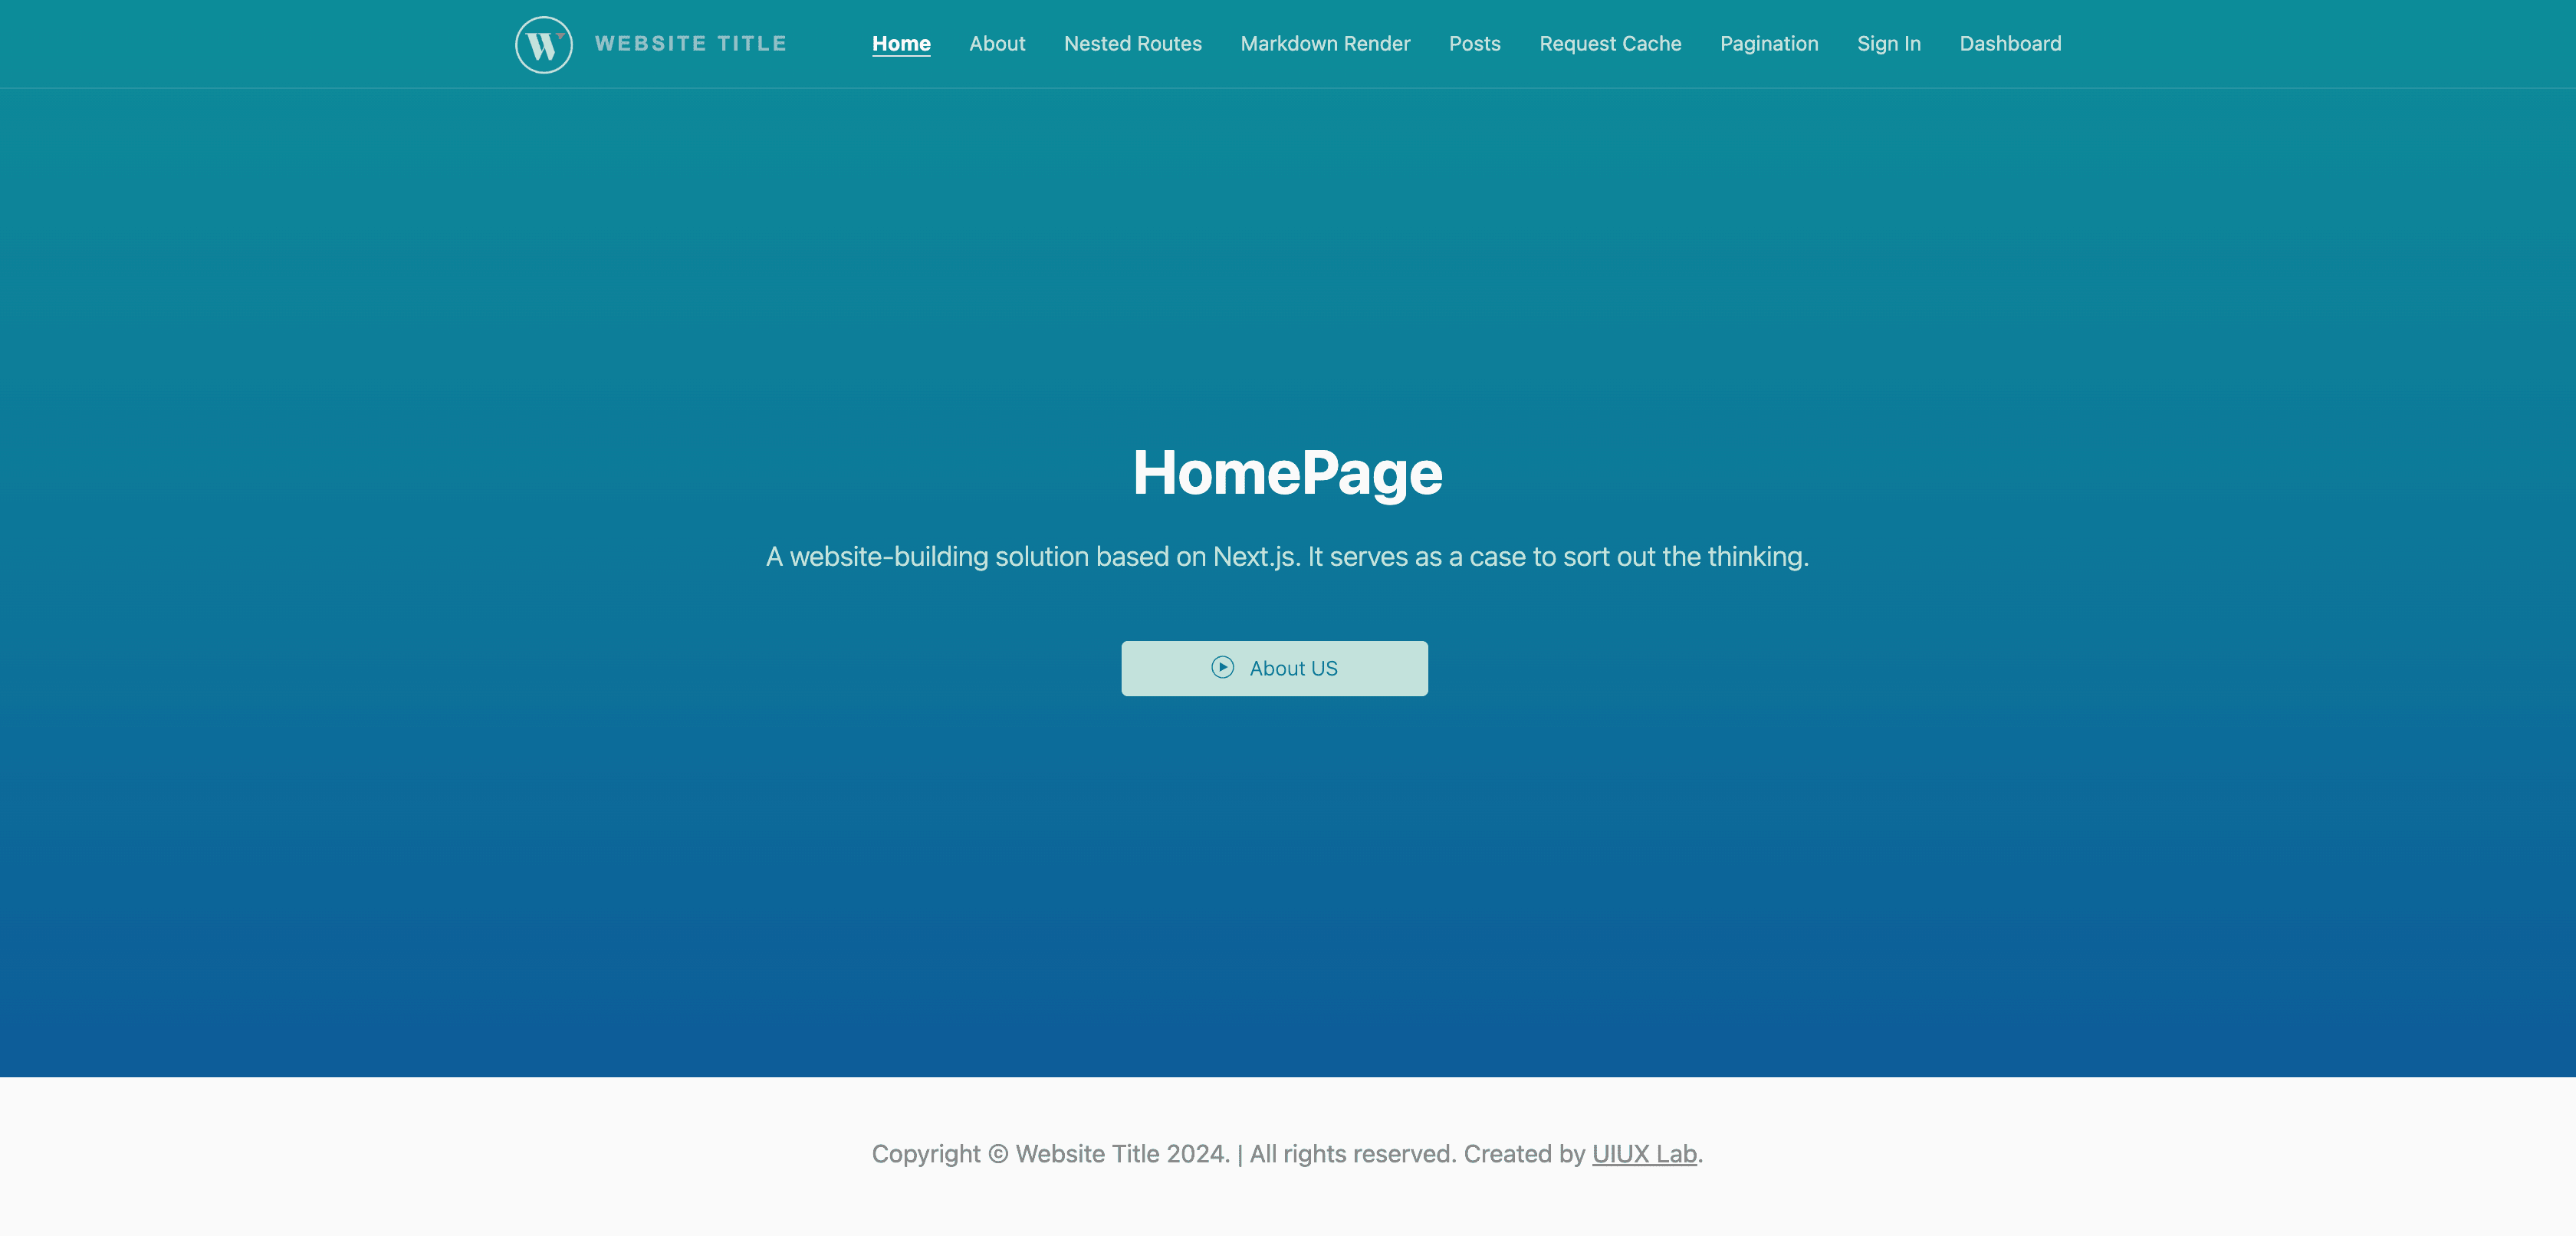 W WEBSITE TITLE Home About Nested Routes Markdown Render Posts Request Cache Pagination Sign In Dashboard
HomePage
A website-building solution based on Next.js. It serves as a case to sort out the thinking.
About US
Copyright © Website Title 2024. | All rights reserved. Created by UIUX Lab.